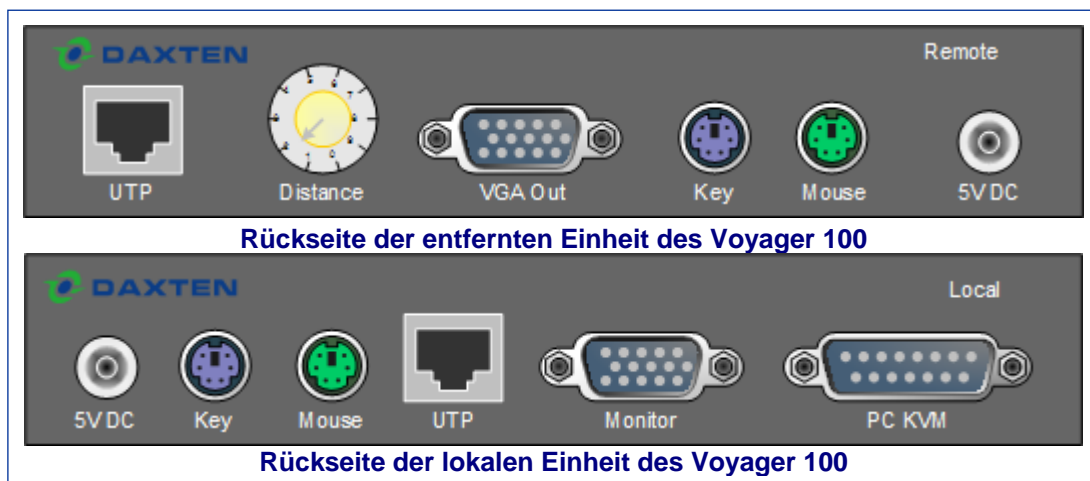 DAXTEN
Remote
UTP
Distance
VGA Out
Key
Mouse
5V DC
Rückseite der entfernten Einheit des Voyager 100
DAXTEN
Local
5V DC
Key
Mouse
UTP
Monitor
PC KVM
Rückseite der lokalen Einheit des Voyager 100